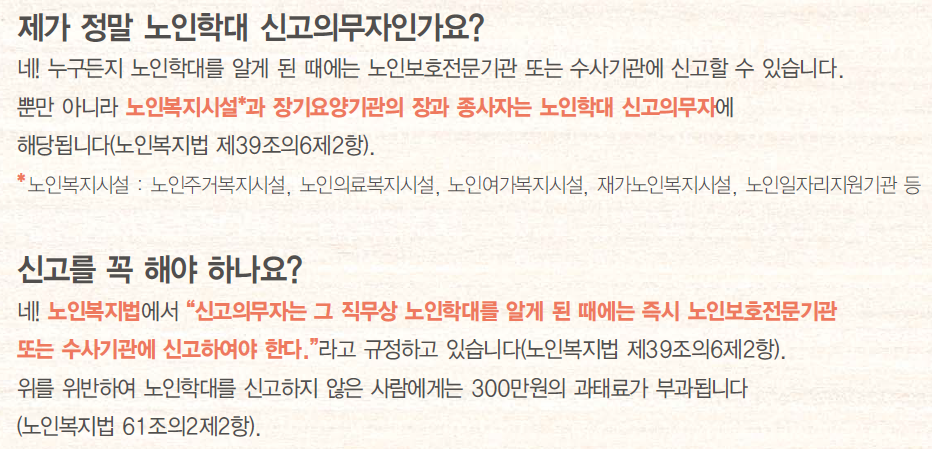 제가 정말 노인학대 신고의무자인가요?
네! 누구든지 노인학대를 알게 된 때에는 노인보호전문기관 또는 수사기관에 신고할 수 있습니다.
뿐만 아니라 노인복지시설*과 장기요양기관의 장과 종사자는 노인학대 신고의무자에
해당됩니다(노인복지법 제39조의6제2항).
* 노인복지시설 : 노인주거복지시설, 노인의료복지시설, 노인여가복지시설, 재가노인복지시설, 노인일자리지원기관 등
신고를 꼭 해야 하나요?
네! 노인복지법에서 “신고의무자는 그 직무상 노인학대를 알게 된 때에는 즉시 노인보호전문기관
또는 수사기관에 신고하여야 한다.”라고 규정하고 있습니다(노인복지법 제39조의6제2항).
위를 위반하여 노인학대를 신고하지 않은 사람에게는 300만원의 과태료가 부과됩니다
(노인복지법 61조의2제2항).